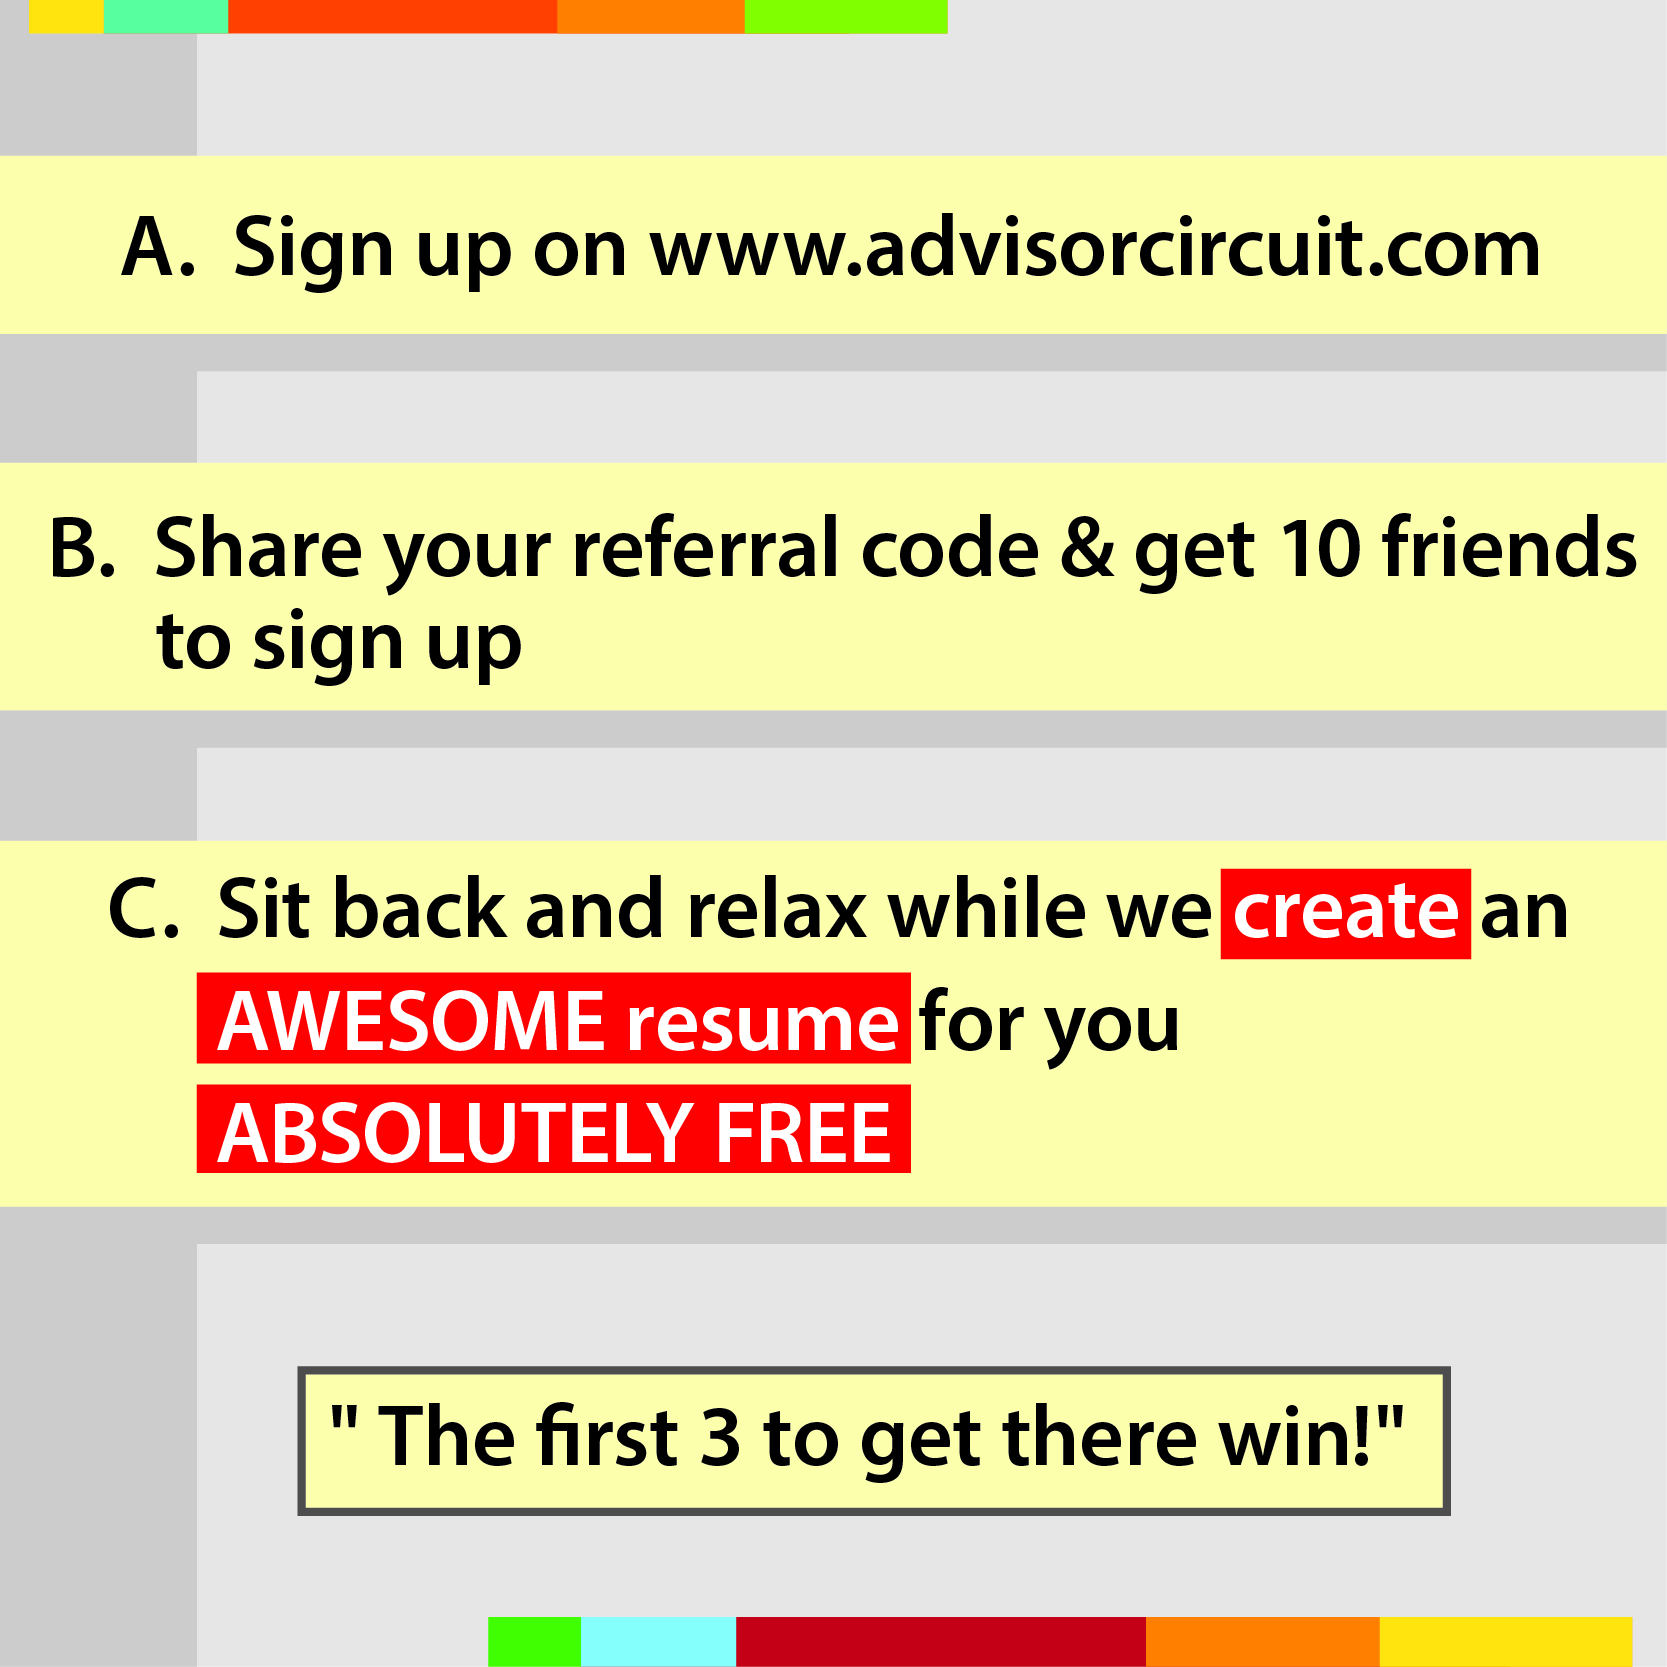 A. Sign up on www.advisorcircuit.com
B. Share your referral code & get 10 friends
to sign up
C. Sit back and relax while we create an
AWESOME resume for you
ABSOLUTELY FREE
" The first 3 to get there win!"